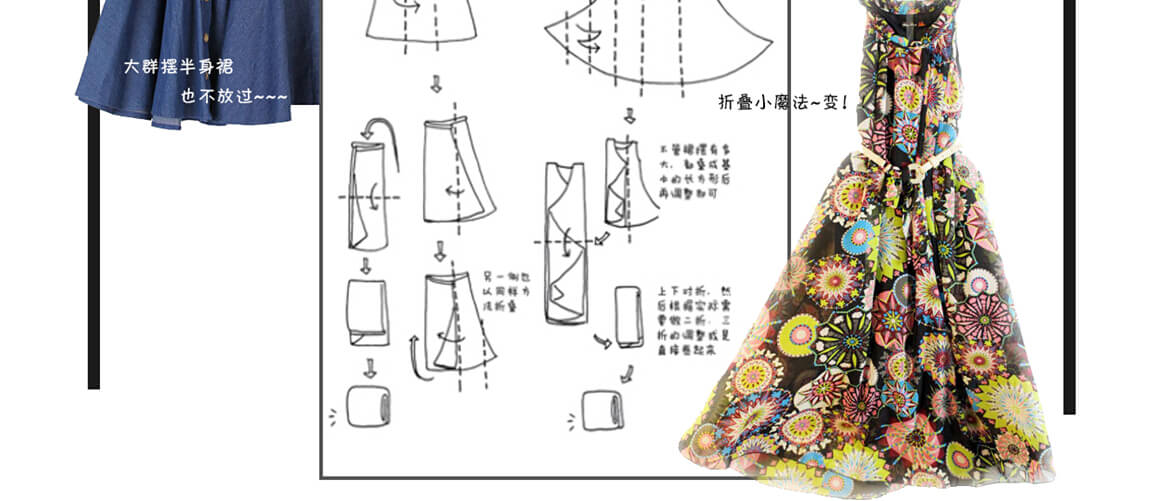 大群摆半身裙
也不放过~~~
折叠小魔法~变!
不管裙摆有多
大,都叠成基
本的长方形后
再调整即可
另一侧也
以同样方
法折叠
上下对折,然
后根据实际需
要做二折、三
折的调整或是
直接卷起来